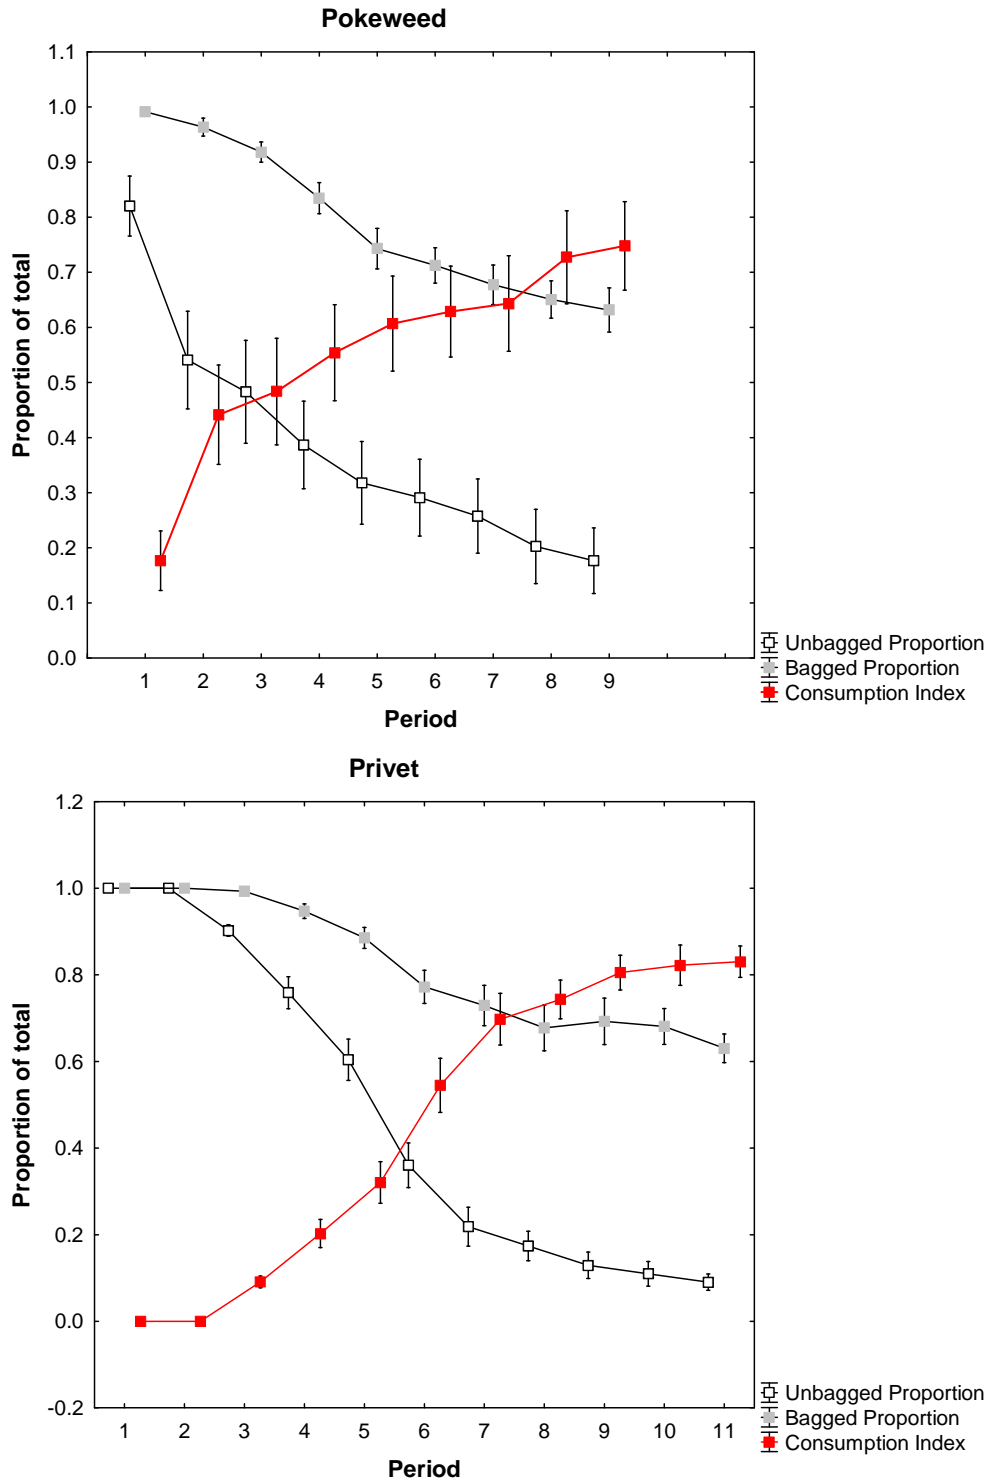 Pokeweed
1.1
1.0
0.9
0.8
0.7
0.6
0.5
0.4
0.3
0.2
0.1
0.0
Proportion of total
1 2 3 4 5 6 7 8 9
Period
Unbagged Proportion
Bagged Proportion
Consumption Index
Privet
1.2
1.0
0.8
0.6
0.4
0.2
0.0
-0.2
Proportion of total
1 2 3 4 5 6 7 8 9 10 11
Period
Unbagged Proportion
Bagged Proportion
Consumption Index